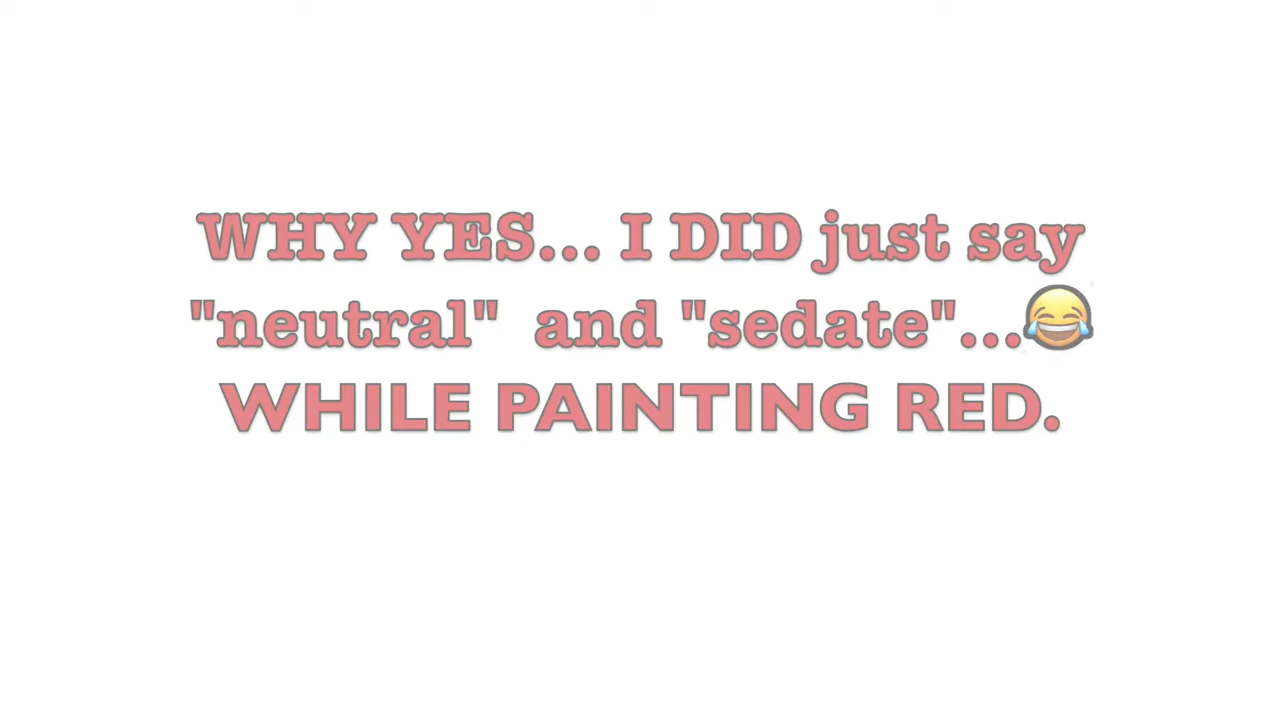 WHY YES... I DID just say
"neutral"  and "sedate"...😂
WHILE PAINTING RED.